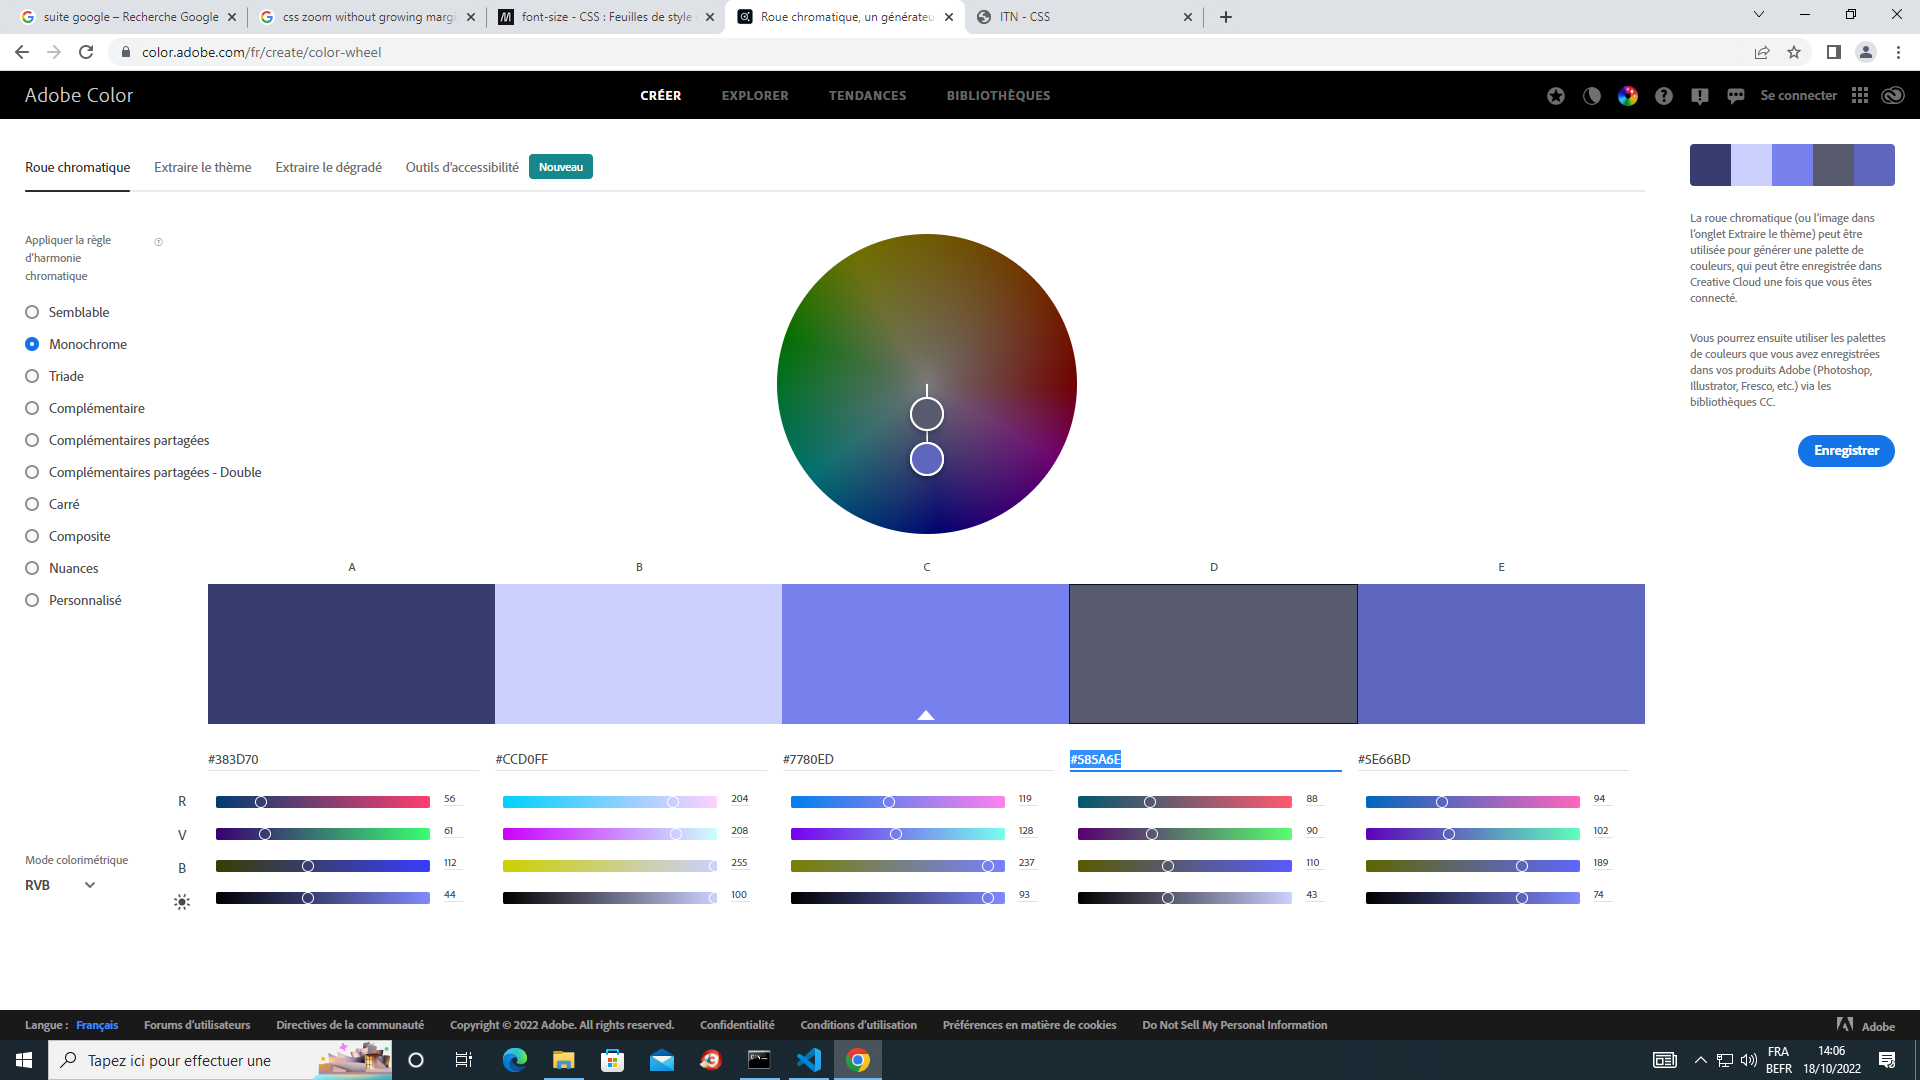 suite google – Recherche Google
css zoom without growing margi
font-size - CSS : Feuilles de style
Roue chromatique, un générateu
ITN - CSS
color.adobe.com/fr/create/color-wheel
Adobe Color
CRÉER
EXPLORER
TENDANCES
BIBLIOTHÈQUES
Se connecter
Roue chromatique
Extraire le thème
Extraire le dégradé
Outils d'accessibilité
Nouveau
Appliquer la règle
d'harmonie
chromatique
Semblable
Monochrome
Triade
Complémentaire
Complémentaires partagées
Complémentaires partagées - Double
Carré
Composite
Nuances
Personnalisé
La roue chromatique (ou l'image dans
l'onglet Extraire le thème) peut être
utilisée pour générer une palette de
couleurs, qui peut être enregistrée dans
Creative Cloud une fois que vous êtes
connecté.
Vous pourrez ensuite utiliser les palettes
de couleurs que vous avez enregistrées
dans vos produits Adobe (Photoshop,
Illustrator, Fresco, etc.) via les
bibliothèques CC.
Enregistrer
A B C D E
#383D70 #CCD0FF #7780ED #585A6E #5E66BD
R 56 204 119 88 94
V 61 208 128 90 102
B 112 255 237 110 189
44 100 93 43 74
Mode colorimétrique
RVB
Langue : Français
Forums d'utilisateurs
Directives de la communauté
Copyright © 2022 Adobe. All rights reserved.
Confidentialité
Conditions d'utilisation
Préférences en matière de cookies
Do Not Sell My Personal Information
Adobe
Tapez ici pour effectuer une
FRA
BEFR
14:06
18/10/2022